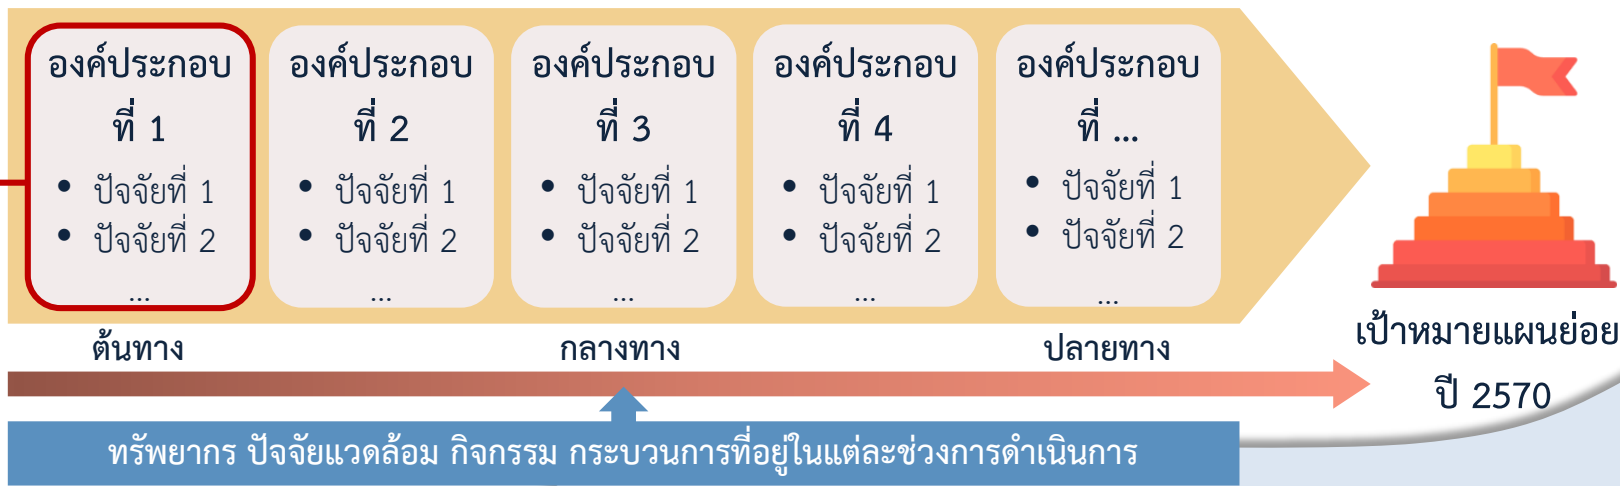 องค์ประกอบ
ที่ 1
• ปัจจัยที่ 1
• ปัจจัยที่ 2
...
องค์ประกอบ
ที่ 2
• ปัจจัยที่ 1
• ปัจจัยที่ 2
...
องค์ประกอบ
ที่ 3
• ปัจจัยที่ 1
• ปัจจัยที่ 2
...
องค์ประกอบ
ที่ 4
• ปัจจัยที่ 1
• ปัจจัยที่ 2
...
องค์ประกอบ
ที่ ...
• ปัจจัยที่ 1
• ปัจจัยที่ 2
...
ต้นทาง
กลางทาง
ปลายทาง
เป้าหมายแผนย่อย
ปี 2570
ทรัพยากร ปัจจัยแวดล้อม กิจกรรม กระบวนการที่อยู่ในแต่ละช่วงการดำเนินการ